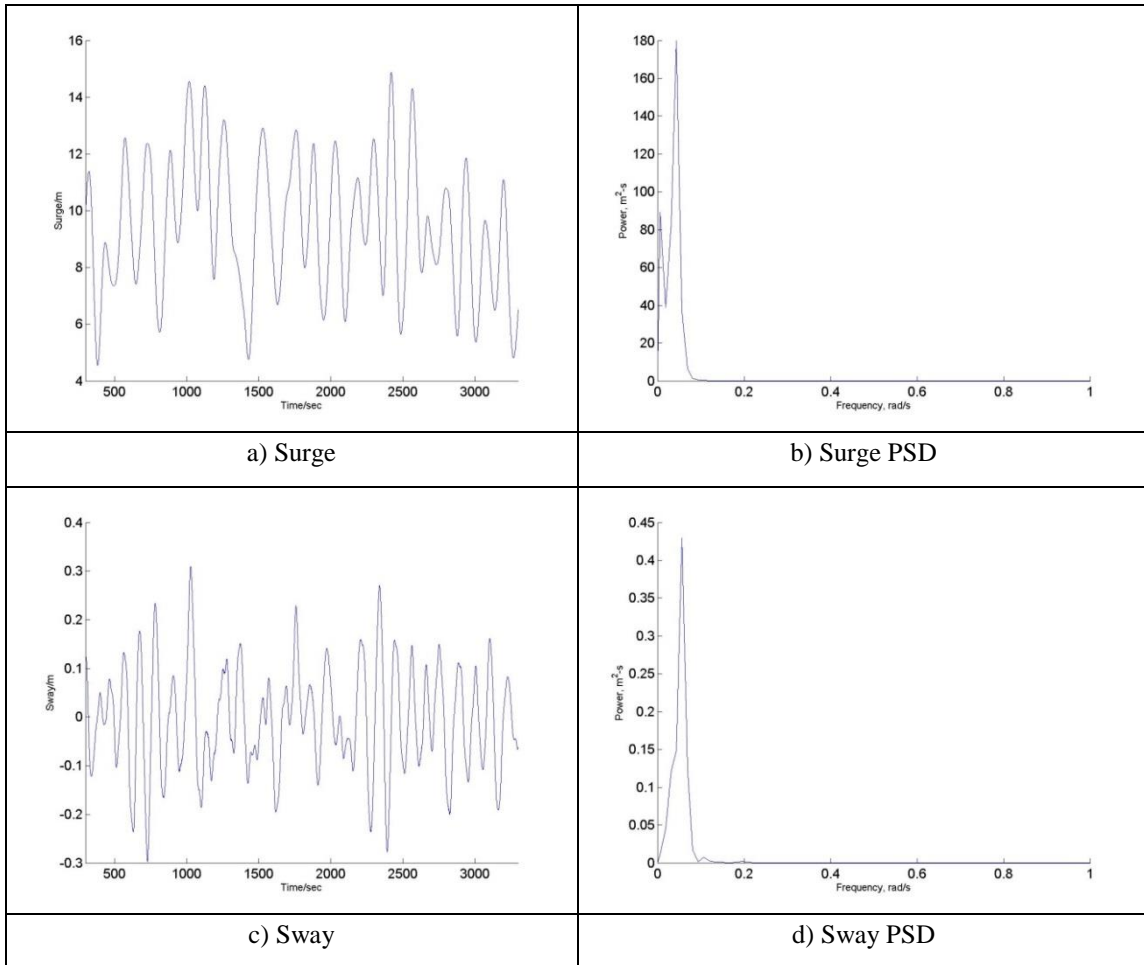 16
14
12
10
8
6
4
Surge/m
500 1000 1500 2000 2500 3000
Time/sec
180
160
140
120
100
80
60
40
20
0
Power, m²-s
0 0.2 0.4 0.6 0.8 1
Frequency, rad/s
a) Surge
b) Surge PSD
0.4
0.3
0.2
0.1
0
-0.1
-0.2
-0.3
Sway/m
500 1000 1500 2000 2500 3000
Time/sec
0.45
0.4
0.35
0.3
0.25
0.2
0.15
0.1
0.05
0
Power, m²-s
0 0.2 0.4 0.6 0.8 1
Frequency, rad/s
c) Sway
d) Sway PSD